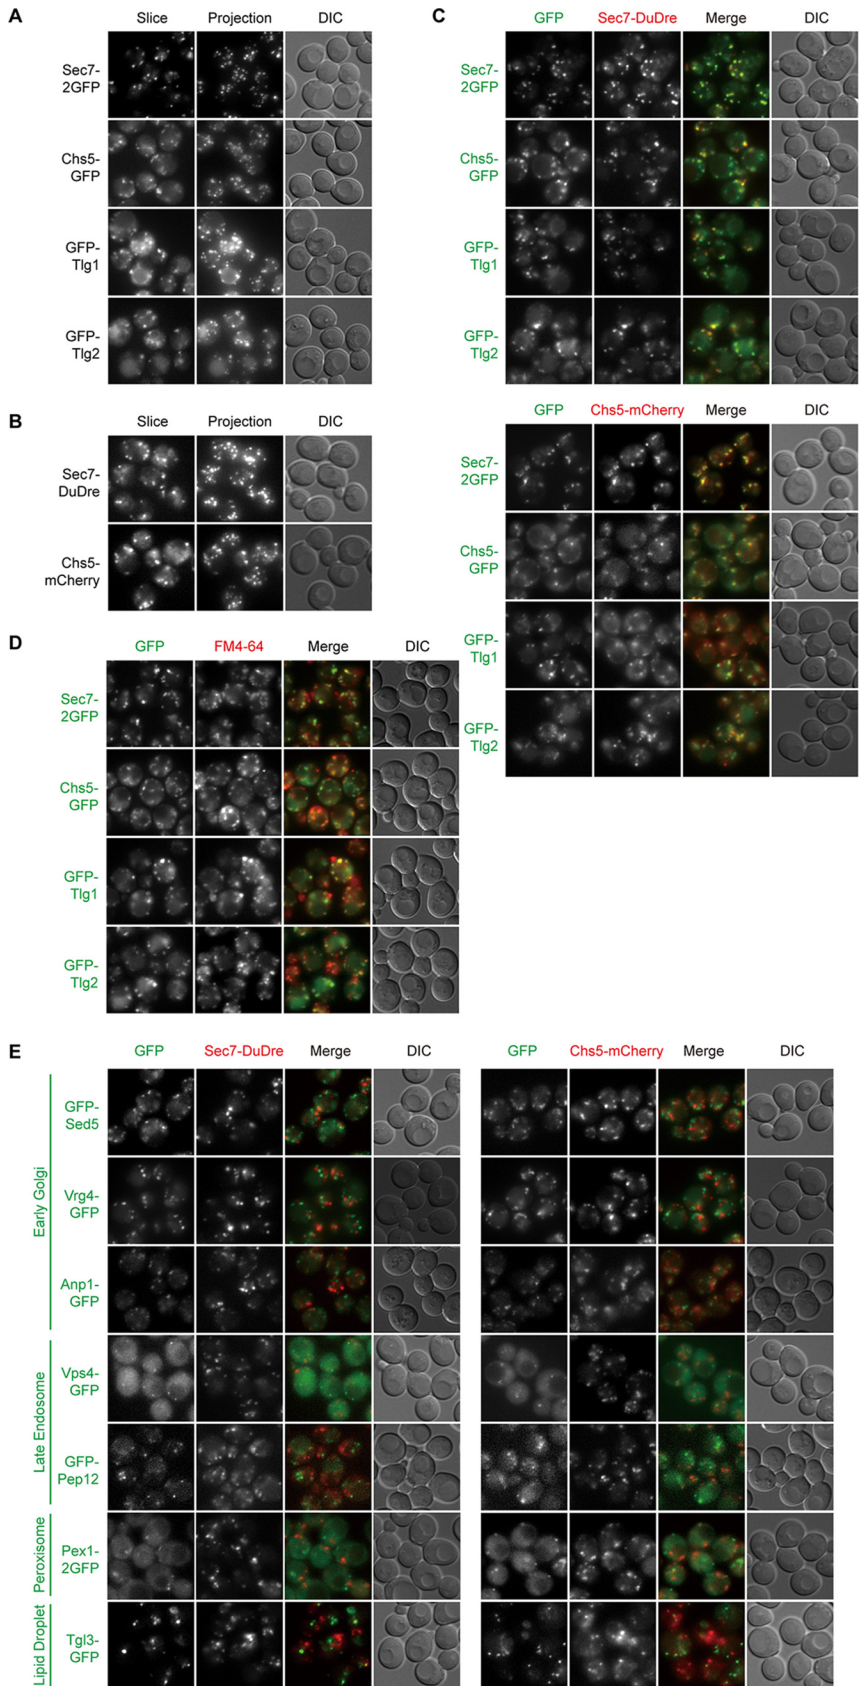 A
Slice Projection DIC
Sec7-
2GFP
Chs5-
GFP
GFP-
Tlg1
GFP-
Tlg2
B
Slice Projection DIC
Sec7-
DuDre
Chs5-
mCherry
C
GFP Sec7-DuDre Merge DIC
Sec7-
2GFP
Chs5-
GFP
GFP-
Tlg1
GFP-
Tlg2
GFP Chs5-mCherry Merge DIC
Sec7-
2GFP
Chs5-
GFP
GFP-
Tlg1
GFP-
Tlg2
D
GFP FM4-64 Merge DIC
Sec7-
2GFP
Chs5-
GFP
GFP-
Tlg1
GFP-
Tlg2
E
GFP Sec7-DuDre Merge DIC GFP Chs5-mCherry Merge DIC
Early Golgi
GFP-
Sed5
Vrg4-
GFP
Anp1-
GFP
Late Endosome
Vps4-
GFP
GFP-
Pep12
Peroxisome
Pex1-
2GFP
Lipid Droplet
Tgl3-
GFP